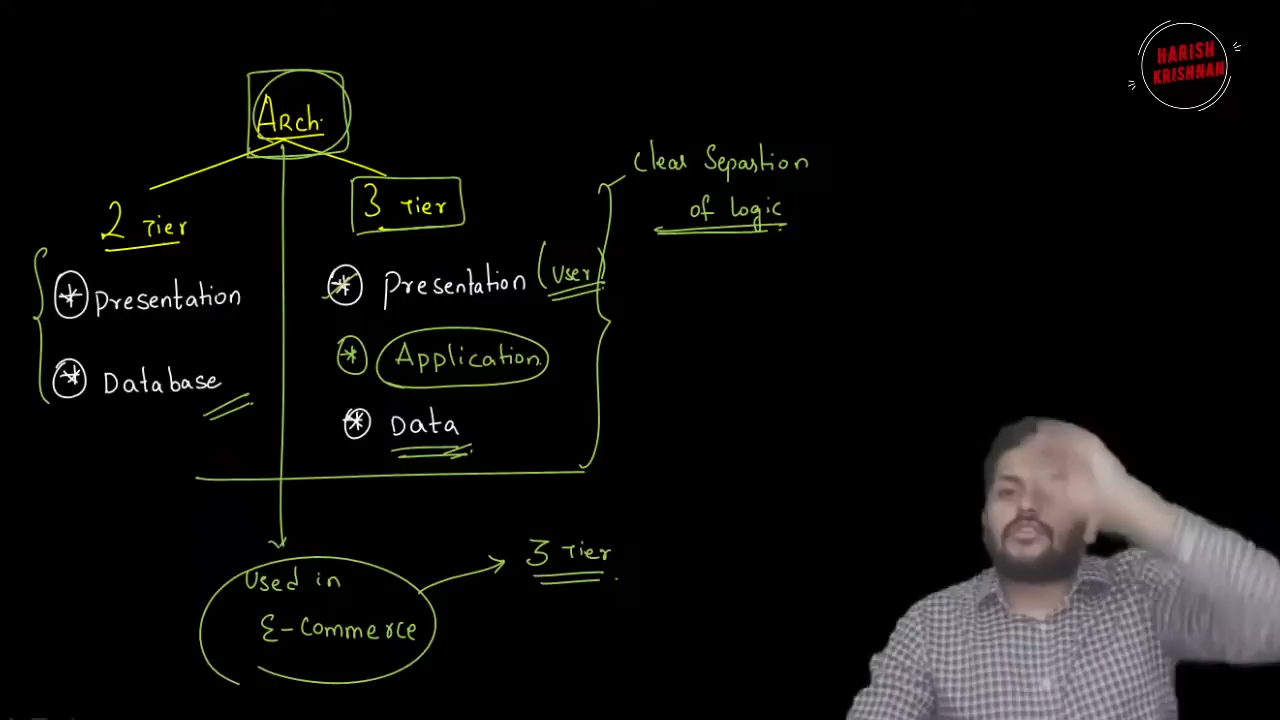 HARISH
KRISHNAN
ARch.
2 Tier
3 Tier
clear Sepastion
of logic
* presentation
* Database
* presentation (user)
* Application
* Data
used in
E-commerce
3 Tier